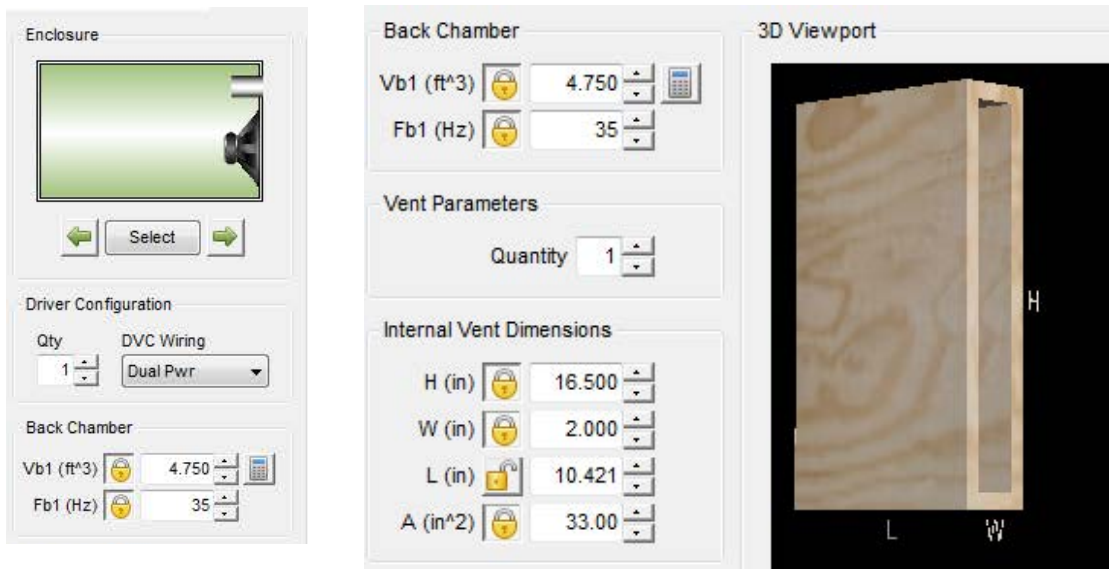 Enclosure
Select
Driver Configuration
Qty DVC Wiring
1 Dual Pwr
Back Chamber
Vb1 (ft^3) 4.750
Fb1 (Hz) 35
Back Chamber
Vb1 (ft^3) 4.750
Fb1 (Hz) 35
Vent Parameters
Quantity 1
Internal Vent Dimensions
H (in) 16.500
W (in) 2.000
L (in) 10.421
A (in^2) 33.00
3D Viewport
H
L W